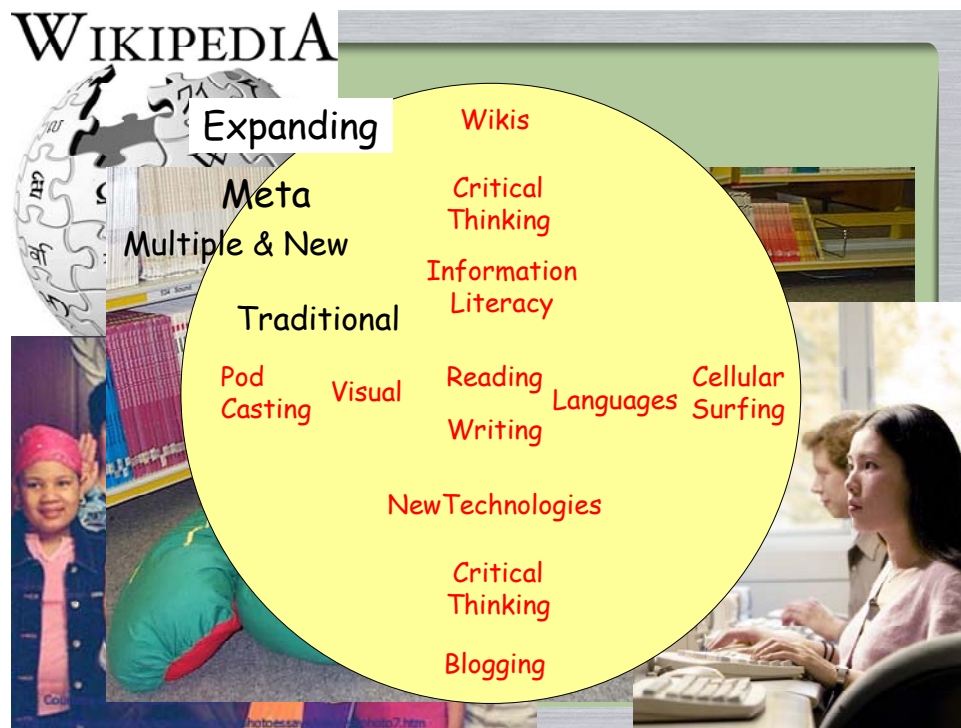 WIKIPEDIA
Expanding
Wikis
Meta
Critical
Thinking
Multiple & New
Information
Literacy
Traditional
Pod
Casting
Visual
Reading
Writing
Languages
Cellular
Surfing
NewTechnologies
Critical
Thinking
Blogging